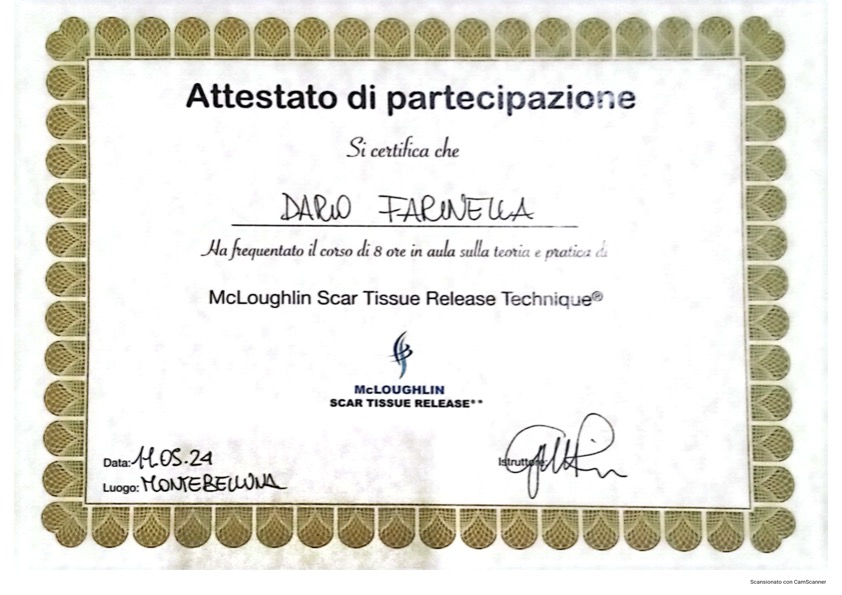 Attestato di partecipazione
Si certifica che
DARIO FARINELLA
Ha frequentato il corso di 8 ore in aula sulla teoria e pratica di
McLoughlin Scar Tissue Release Technique®
McLOUGHLIN
SCAR TISSUE RELEASE
Data: 11.05.24
Istruttore:
Luogo: MONTEBELLUNA
Scansionato con CamScanner